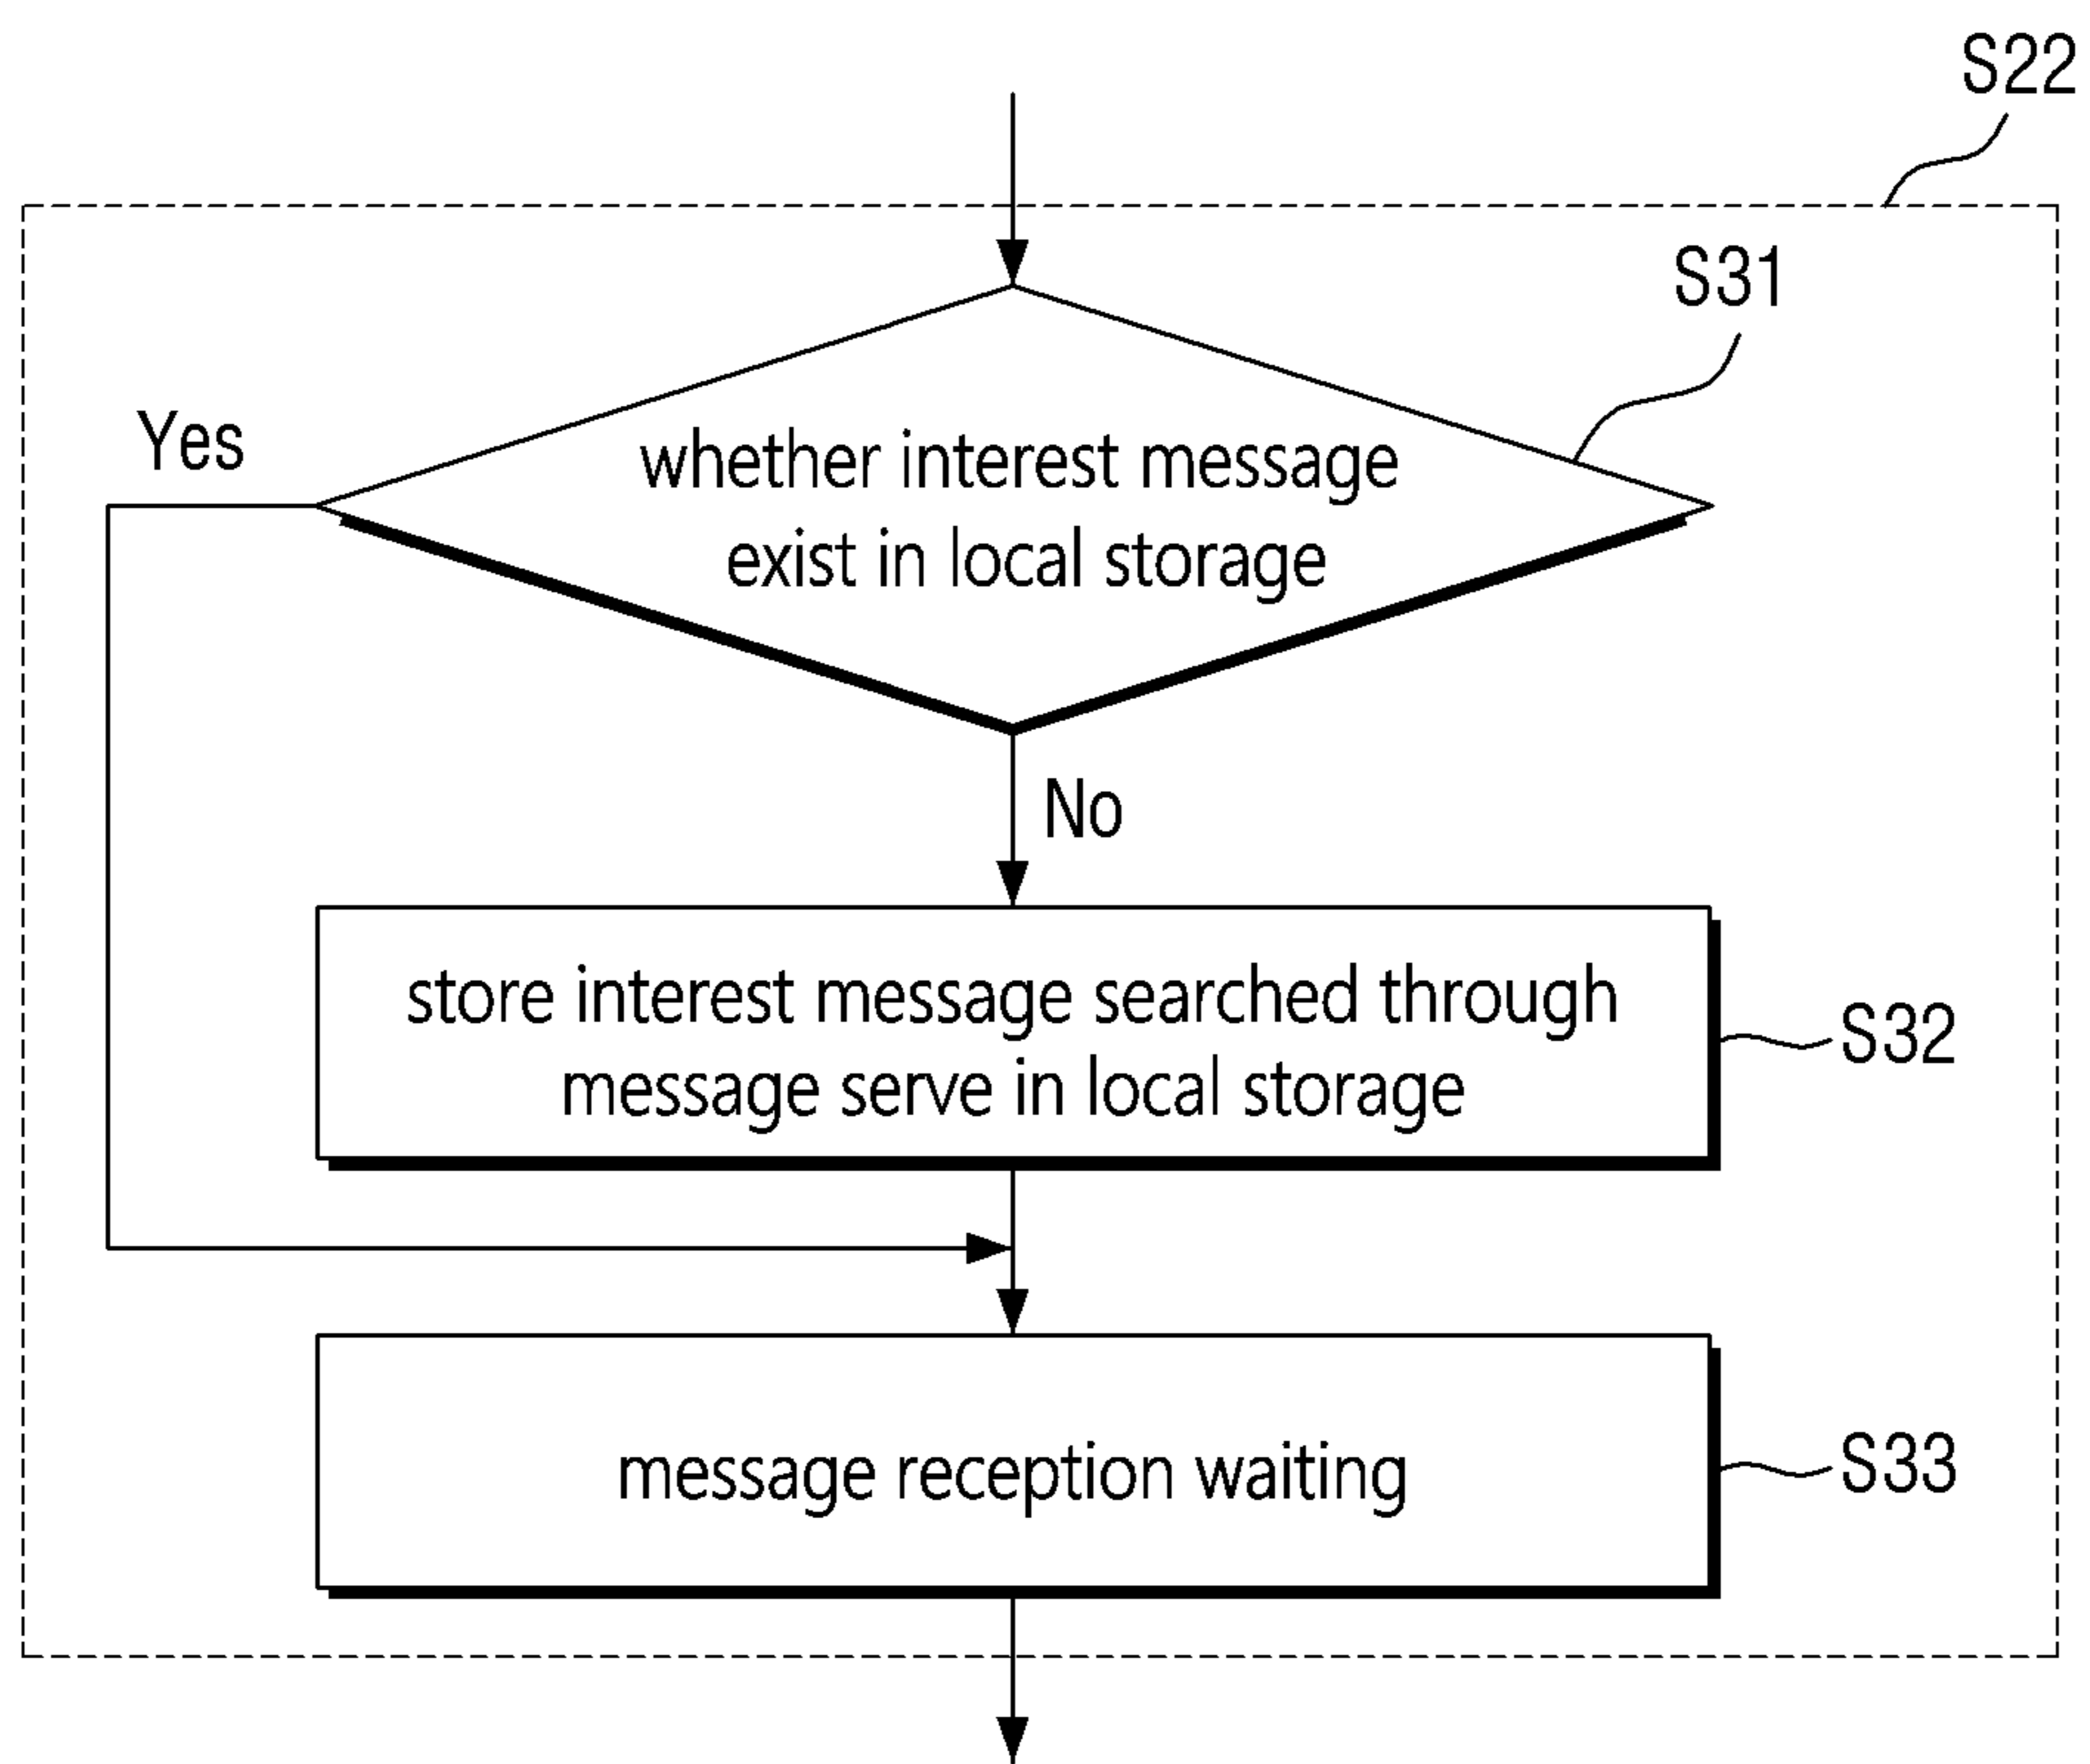 S22
S31
Yes
whether interest message
exist in local storage
No
store interest message searched through
message serve in local storage
S32
message reception waiting
S33